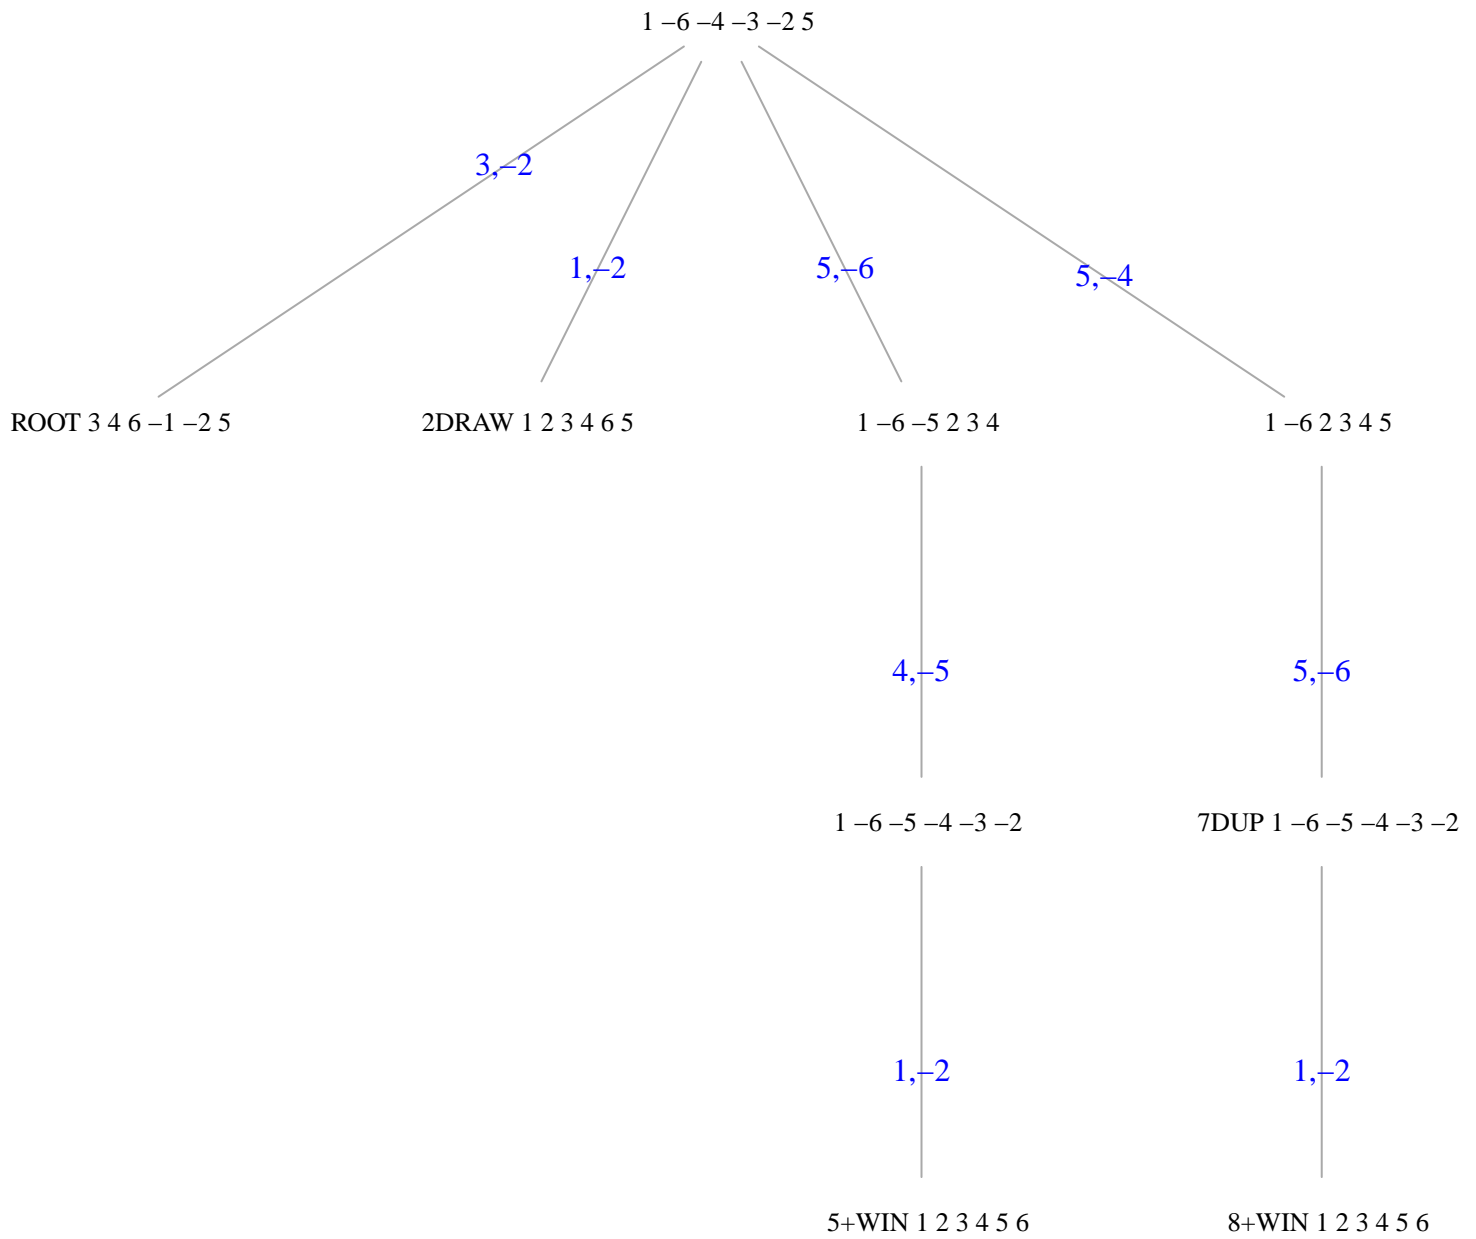 1 −6 −4 −3 −2 5
3,−2
1,−2
5,−6
5,−4
ROOT 3 4 6 −1 −2 5
2DRAW 1 2 3 4 6 5
1 −6 −5 2 3 4
1 −6 2 3 4 5
4,−5
5,−6
1 −6 −5 −4 −3 −2
7DUP 1 −6 −5 −4 −3 −2
1,−2
1,−2
5+WIN 1 2 3 4 5 6
8+WIN 1 2 3 4 5 6